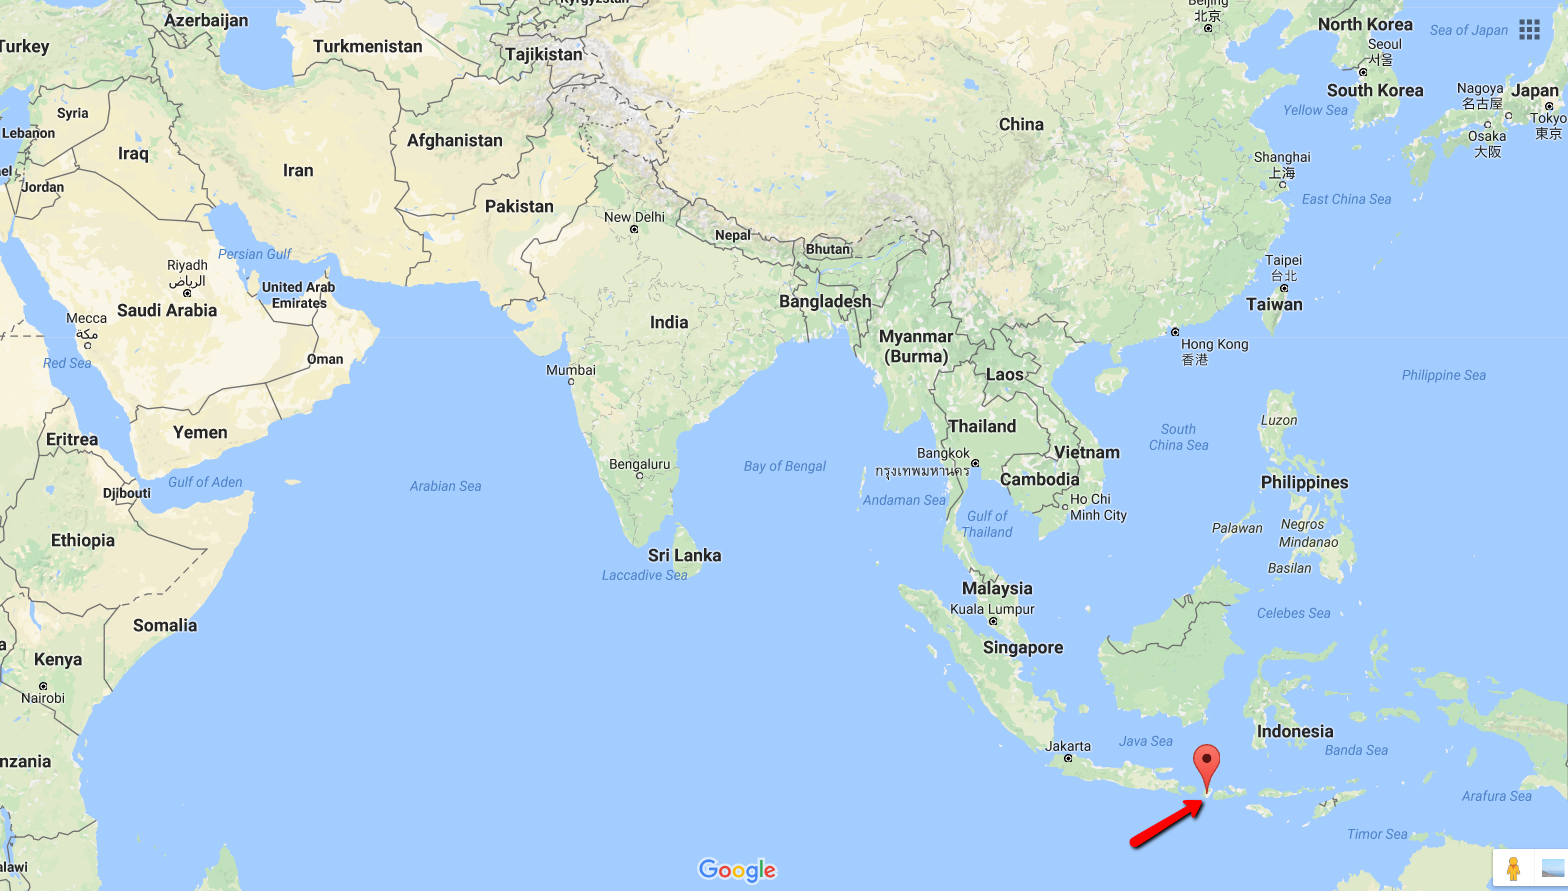 Kyrgyzstan
Beijing
北京
Azerbaijan
North Korea
Sea of Japan
Turkey
Turkmenistan
Tajikistan
Seoul
서울
South Korea
Nagoya
名古屋
Japan
Yellow Sea
Tokyo
東京
Osaka
大阪
Syria
Lebanon
Iraq
Afghanistan
China
Iran
Shanghai
上海
el
Jordan
Pakistan
East China Sea
New Delhi
Nepal
Bhutan
Persian Gulf
Riyadh
الرياض
Taipei
台北
United Arab
Emirates
Saudi Arabia
Bangladesh
Taiwan
Mecca
مكة
India
Myanmar
(Burma)
Hong Kong
香港
Red Sea
Oman
Mumbai
Laos
Philippine Sea
Eritrea
Yemen
Thailand
Luzon
South
China Sea
Vietnam
Bangkok
กรุงเทพมหานคร
Bengaluru
Bay of Bengal
Gulf of Aden
Arabian Sea
Djibouti
Cambodia
Philippines
Andaman Sea
Ho Chi
Minh City
Gulf of
Thailand
Ethiopia
Palawan
Negros
Mindanao
Sri Lanka
Laccadive Sea
Basilan
Malaysia
Kuala Lumpur
Celebes Sea
Somalia
a
Singapore
Kenya
Nairobi
Indonesia
Java Sea
Jakarta
Banda Sea
nzania
Arafura Sea
Timor Sea
alawi
Google